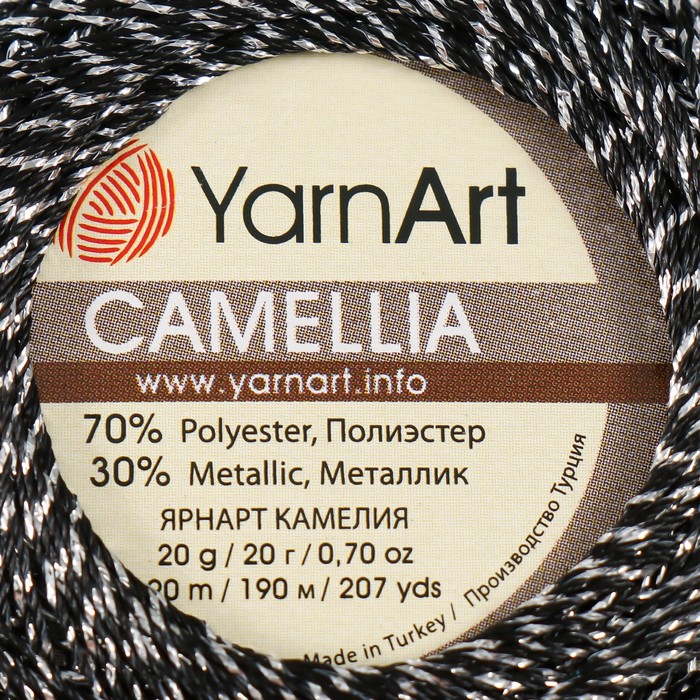 YarnArt
CAMELLIA
www.yarnart.info
70% Polyester, Полиэстер
30% Metallic, Металлик
ЯРНАРТ КАМЕЛИЯ
20 g / 20 г / 0,70 oz
90 m / 190 м / 207 yds
Made in Turkey / Производство Турция